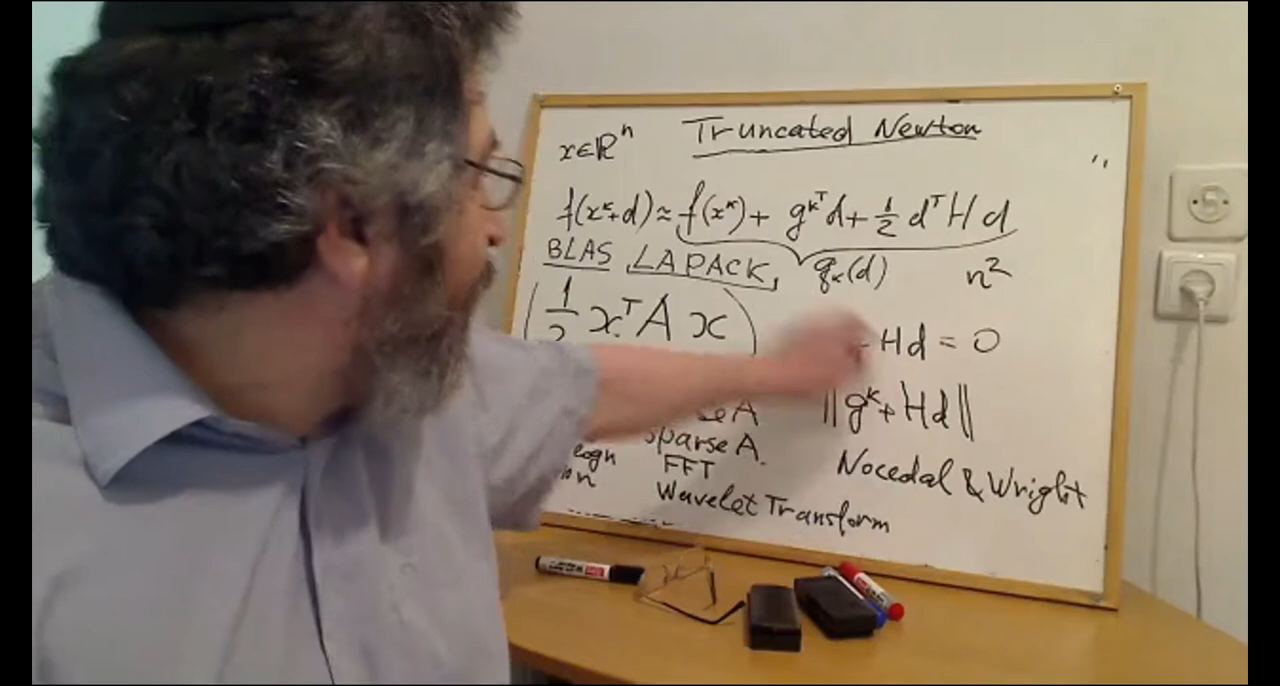 x∈ℝⁿ Truncated Newton
f(xᵏ+d) ≈ f(xᵏ) + gᵏᵀd + ½ dᵀHd
BLAS, LAPACK, qₖ(d) n²
(½ xᵀAx)
Hd = 0
A ‖gᵏ + Hd‖
sparse A.
FFT Nocedal & Wright
n Wavelet Transform